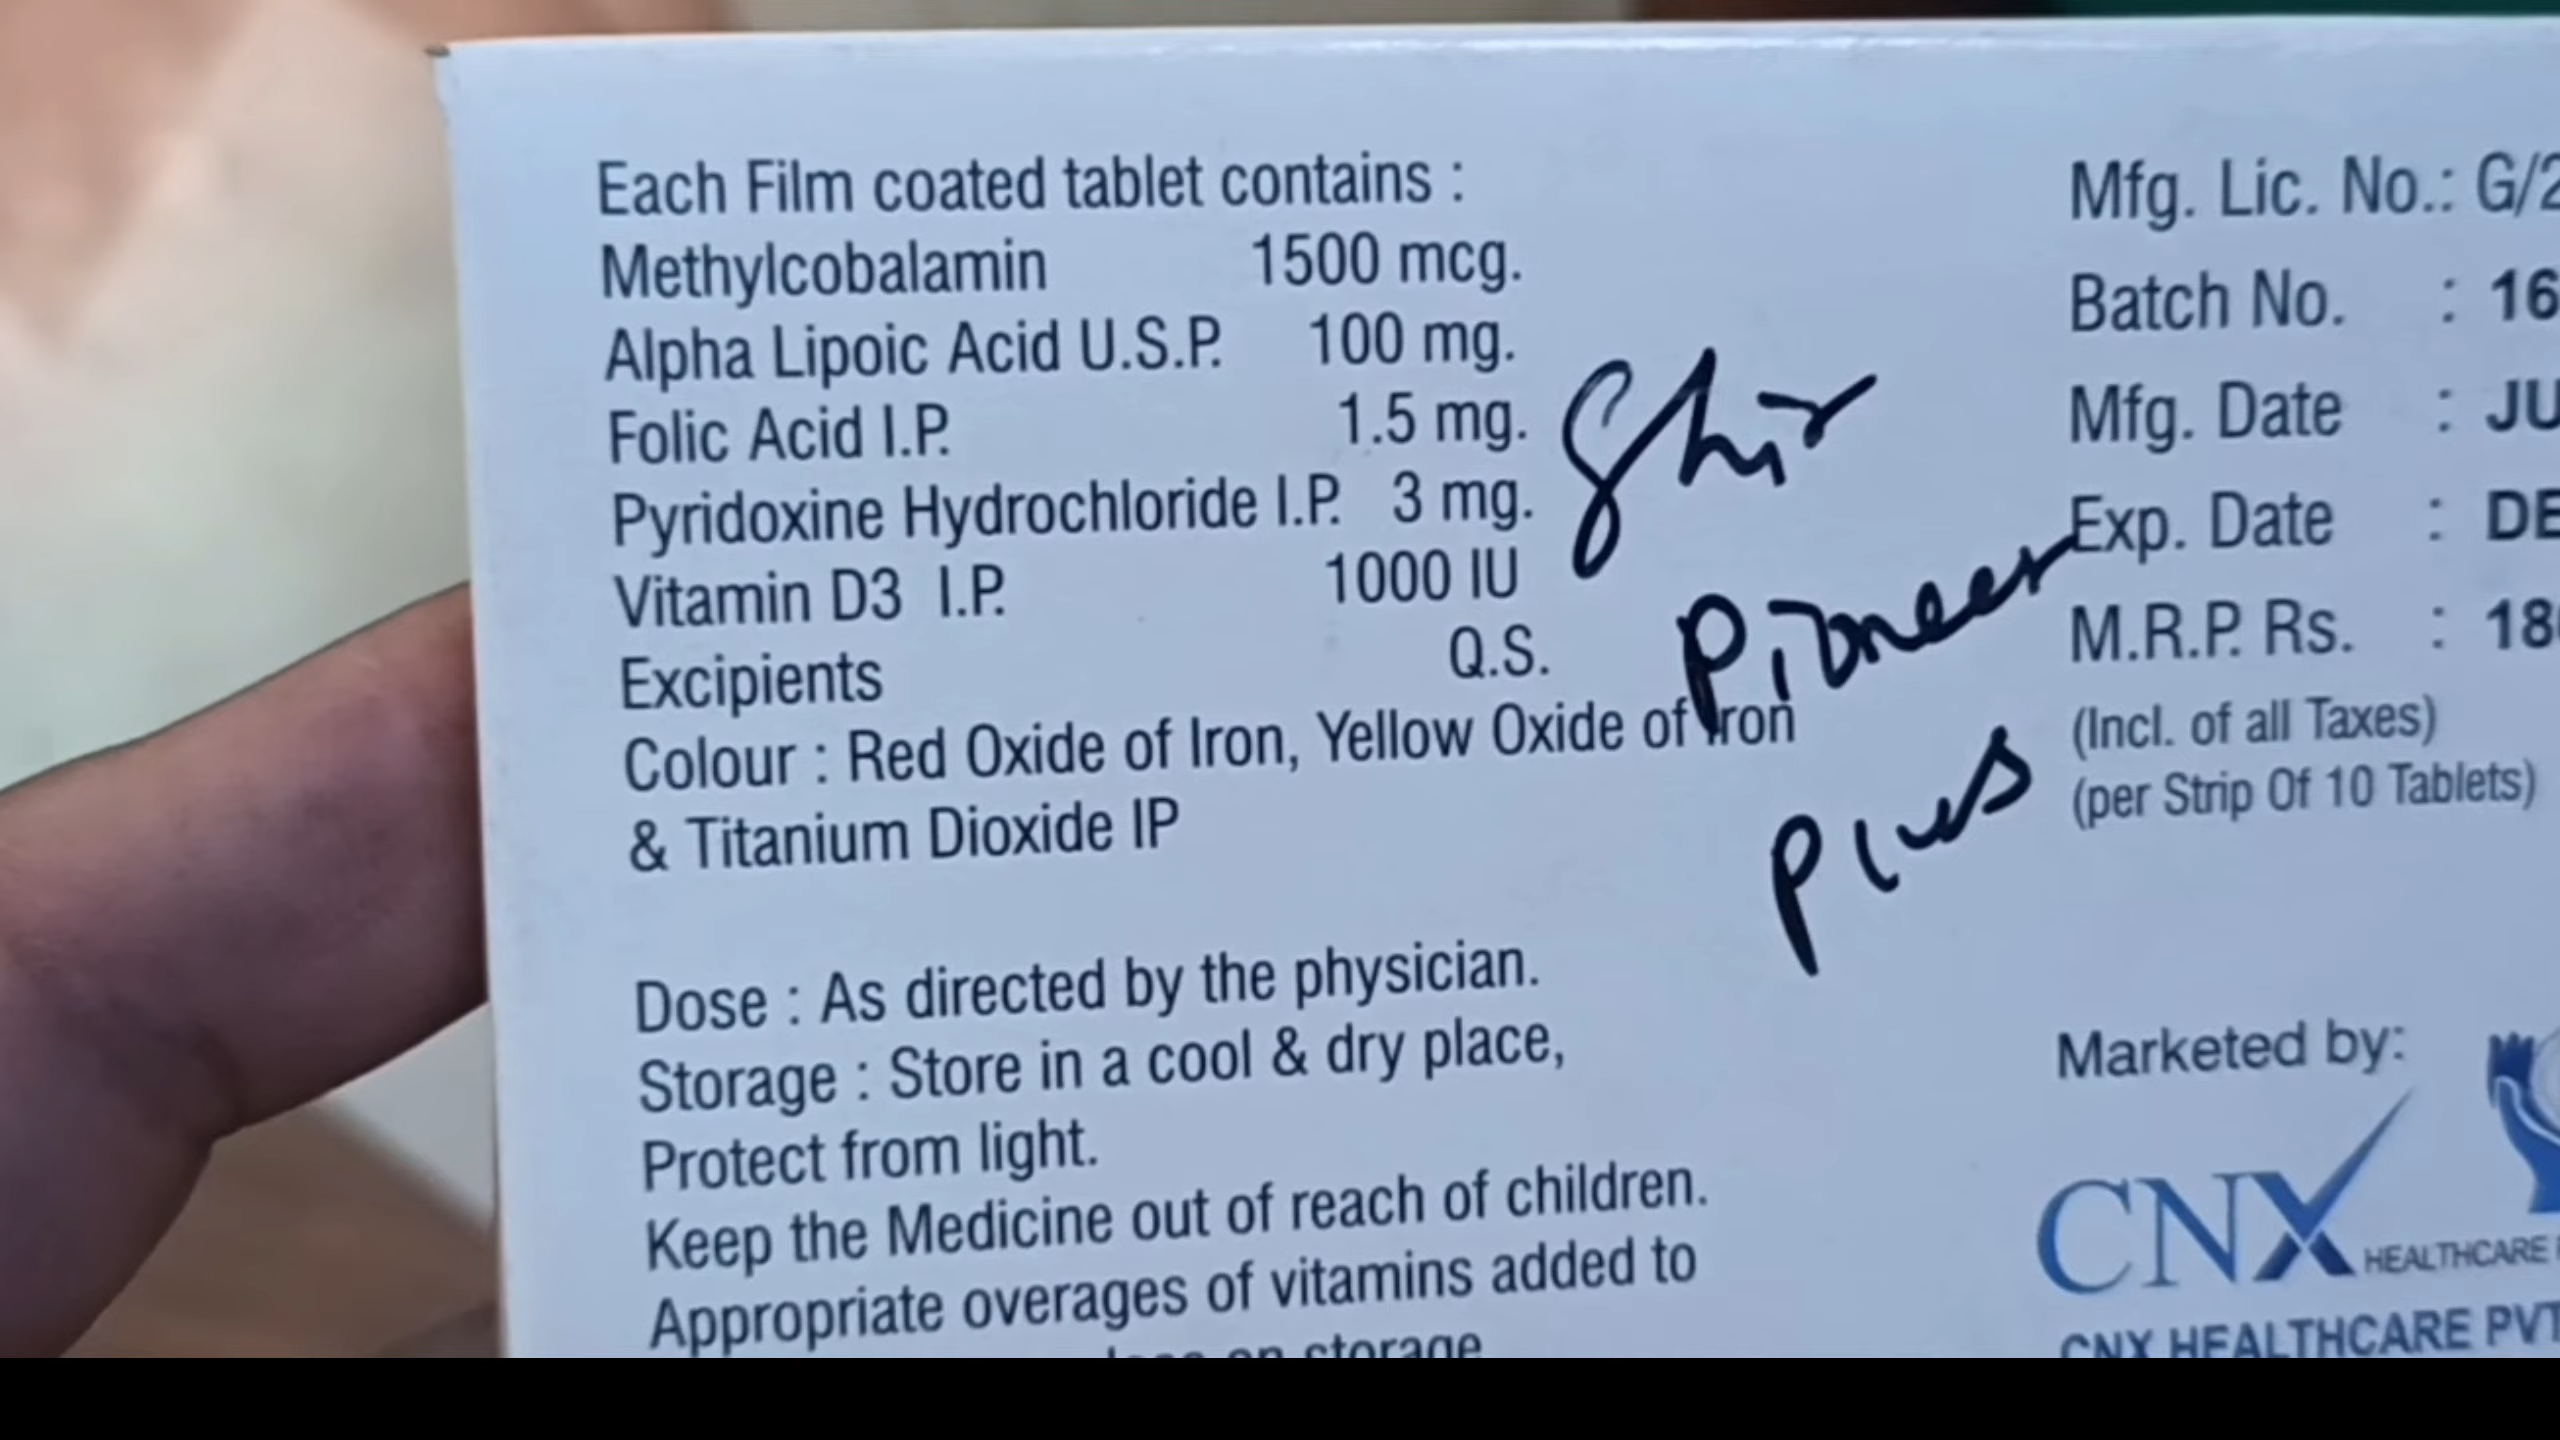 Each Film coated tablet contains :
Methylcobalamin 1500 mcg.
Alpha Lipoic Acid U.S.P. 100 mg.
Folic Acid I.P. 1.5 mg.
Pyridoxine Hydrochloride I.P. 3 mg.
Vitamin D3 I.P. 1000 IU
Excipients Q.S.
Colour : Red Oxide of Iron, Yellow Oxide of Iron
& Titanium Dioxide IP
Dose : As directed by the physician.
Storage : Store in a cool & dry place,
Protect from light.
Keep the Medicine out of reach of children.
Appropriate overages of vitamins added to
on storage
Pioneer
Plus
Mfg. Lic. No.: G/2
Batch No. : 16
Mfg. Date : JU
Exp. Date : DE
M.R.P. Rs. : 18
(Incl. of all Taxes)
(per Strip Of 10 Tablets)
Marketed by:
CNX HEALTHCARE
CNX HEALTHCARE PVT